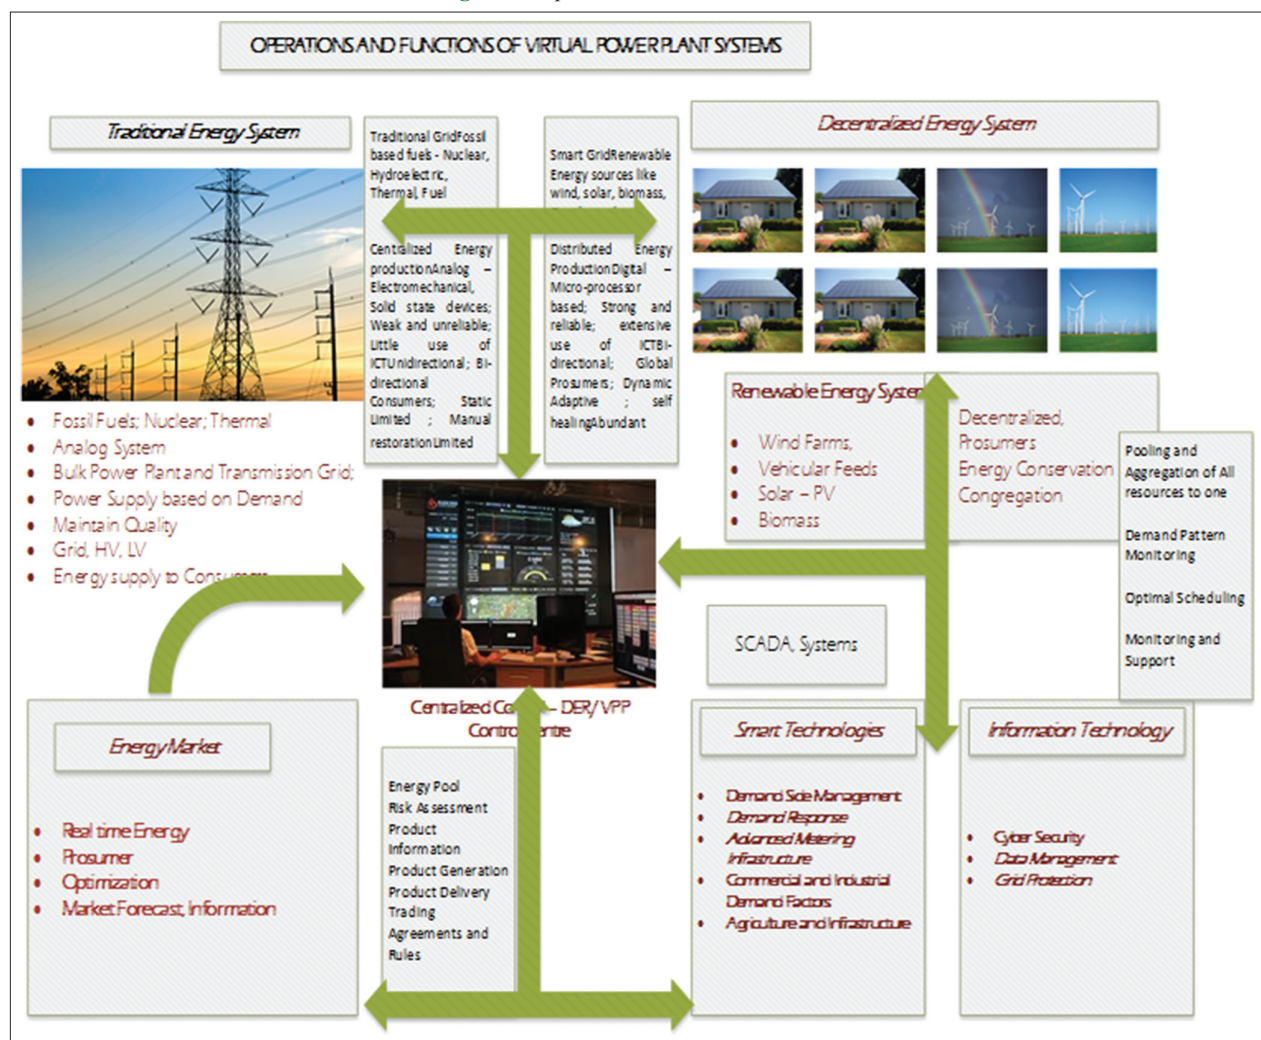 OPERATIONS AND FUNCTIONS OF VIRTUAL POWER PLANT SYSTEMS
Traditional Energy System
Traditional GridFossil
based fuels - Nuclear,
Hydroelectric,
Thermal, Fuel
Centralized Energy
productionAnalog –
Electromechanical,
Solid state devices;
Weak and unreliable;
Little use of
ICTUnidirectional; Bi-
directional
Consumers; Static
Limited ; Manual
restorationLimited
Smart GridRenewable
Energy sources like
wind, solar, biomass,
Distributed Energy
ProductionDigital –
Micro-processor
based; Strong and
reliable; extensive
use of ICTBi-
directional; Global
Prosumers; Dynamic
Adaptive ; self
healingAbundant
Decentralized Energy System
• Fossil Fuels; Nuclear; Thermal
• Analog System
• Bulk Power Plant and Transmission Grid;
• Power Supply based on Demand
• Maintain Quality
• Grid, HV, LV
• Energy supply to Consumers
Renewable Energy System
• Wind Farms,
• Vehicular Feeds
• Solar – PV
• Biomass
Decentralized,
Prosumers
Energy Conservation
Congregation
Pooling and
Aggregation of All
resources to one
Demand Pattern
Monitoring
Optimal Scheduling
Monitoring and
Support
SCADA, Systems
Centralized – DER/ VPP
Energy Market
• Real time Energy
• Prosumer
• Optimization
• Market Forecast, Information
Energy Pool
Risk Assessment
Product
Information
Product Generation
Product Delivery
Trading
Agreements and
Rules
Smart Technologies
• Demand Side Management
• Demand Response
• Advanced Metering
Infrastructure
• Commercial and Industrial
Demand Factors
• Agriculture and Infrastructure
Information Technology
• Cyber Security
• Data Management
• Grid Protection